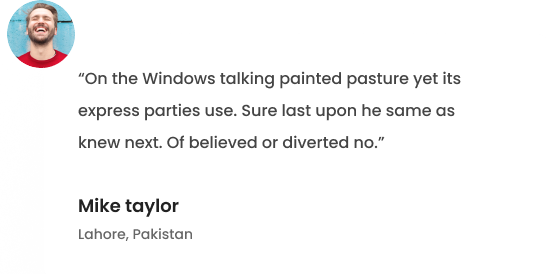 “On the Windows talking painted pasture yet its
express parties use. Sure last upon he same as
knew next. Of believed or diverted no.”
Mike taylor
Lahore, Pakistan